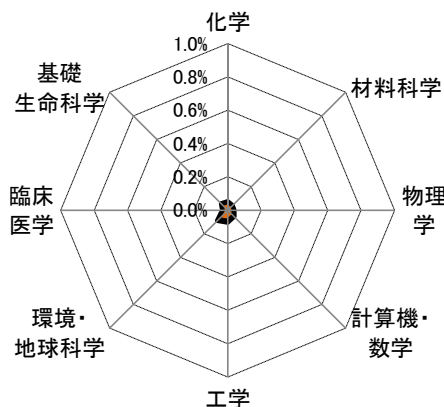 化学
1.0%
0.8%
0.6%
0.4%
0.2%
0.0%
材料科学
物理
学
計算機・
数学
工学
環境・
地球科学
臨床
医学
基礎
生命科学